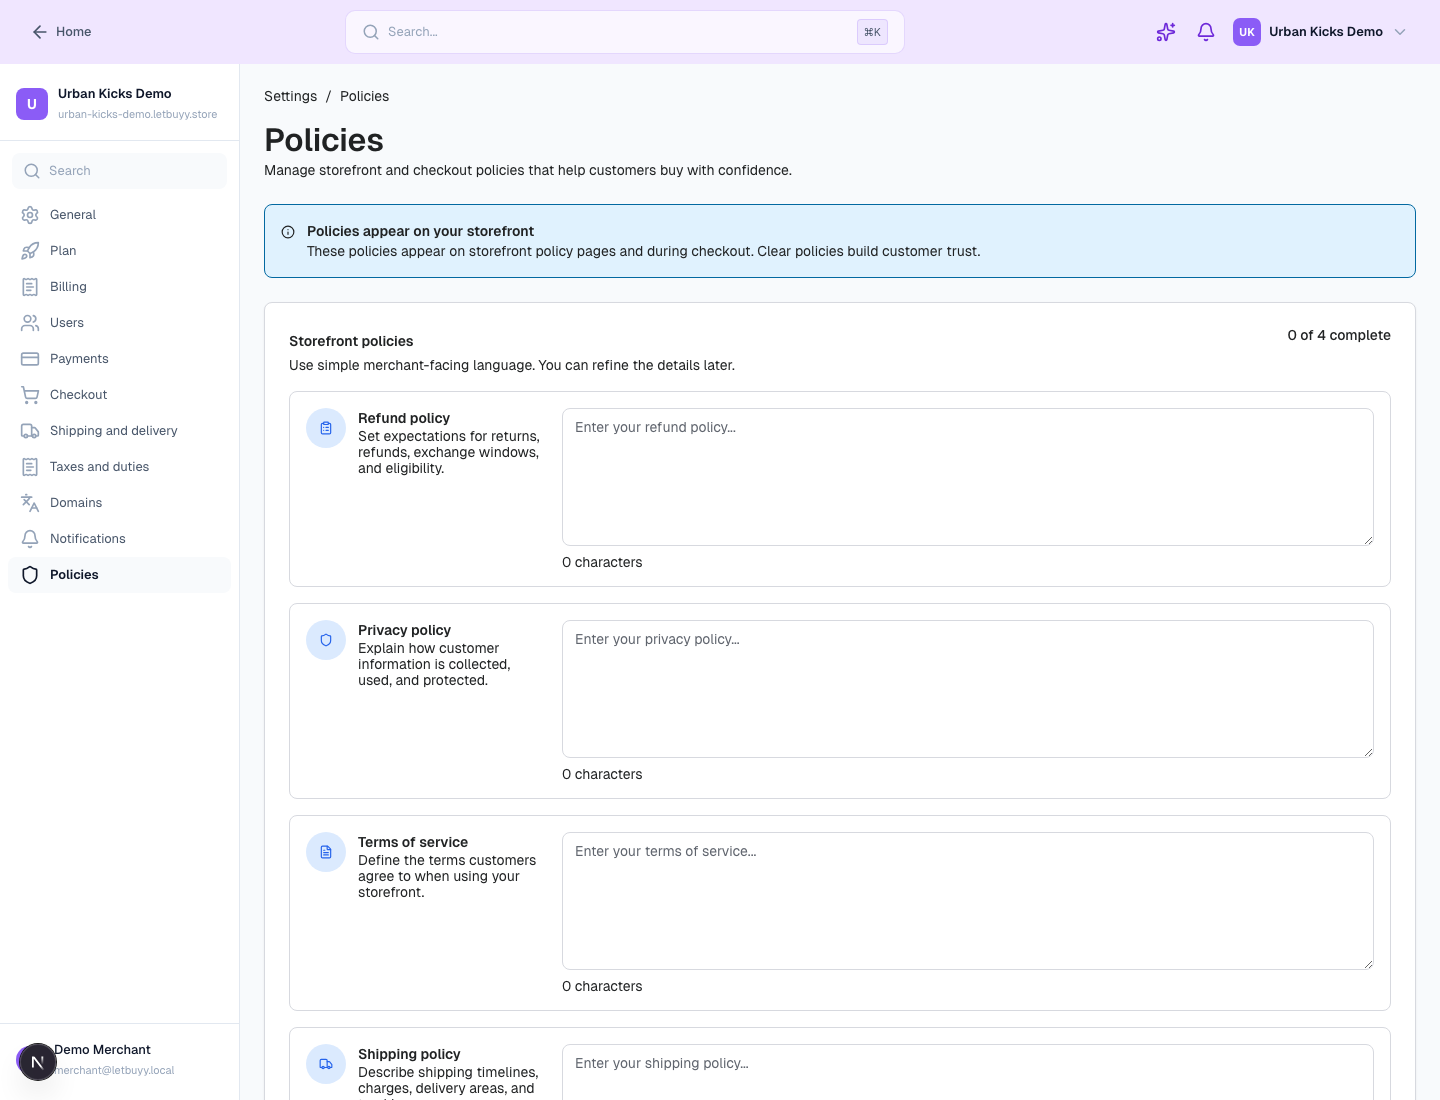 Home
Search...
⌘K
UK
Urban Kicks Demo
U
Urban Kicks Demo
urban-kicks-demo.letbuyy.store
Search
General
Plan
Billing
Users
Payments
Checkout
Shipping and delivery
Taxes and duties
Domains
Notifications
Policies
N
Demo Merchant
merchant@letbuyy.local
Settings / Policies
Policies
Manage storefront and checkout policies that help customers buy with confidence.
Policies appear on your storefront
These policies appear on storefront policy pages and during checkout. Clear policies build customer trust.
Storefront policies
0 of 4 complete
Use simple merchant-facing language. You can refine the details later.
Refund policy
Set expectations for returns,
refunds, exchange windows,
and eligibility.
Enter your refund policy...
0 characters
Privacy policy
Explain how customer
information is collected,
used, and protected.
Enter your privacy policy...
0 characters
Terms of service
Define the terms customers
agree to when using your
storefront.
Enter your terms of service...
0 characters
Shipping policy
Describe shipping timelines,
charges, delivery areas, and
Enter your shipping policy...